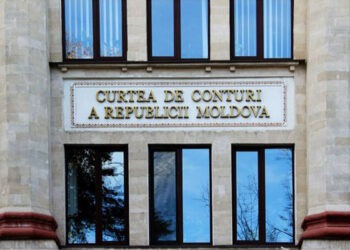 CURTEA DE CONTURI
A REPUBLICII MOLDOVA